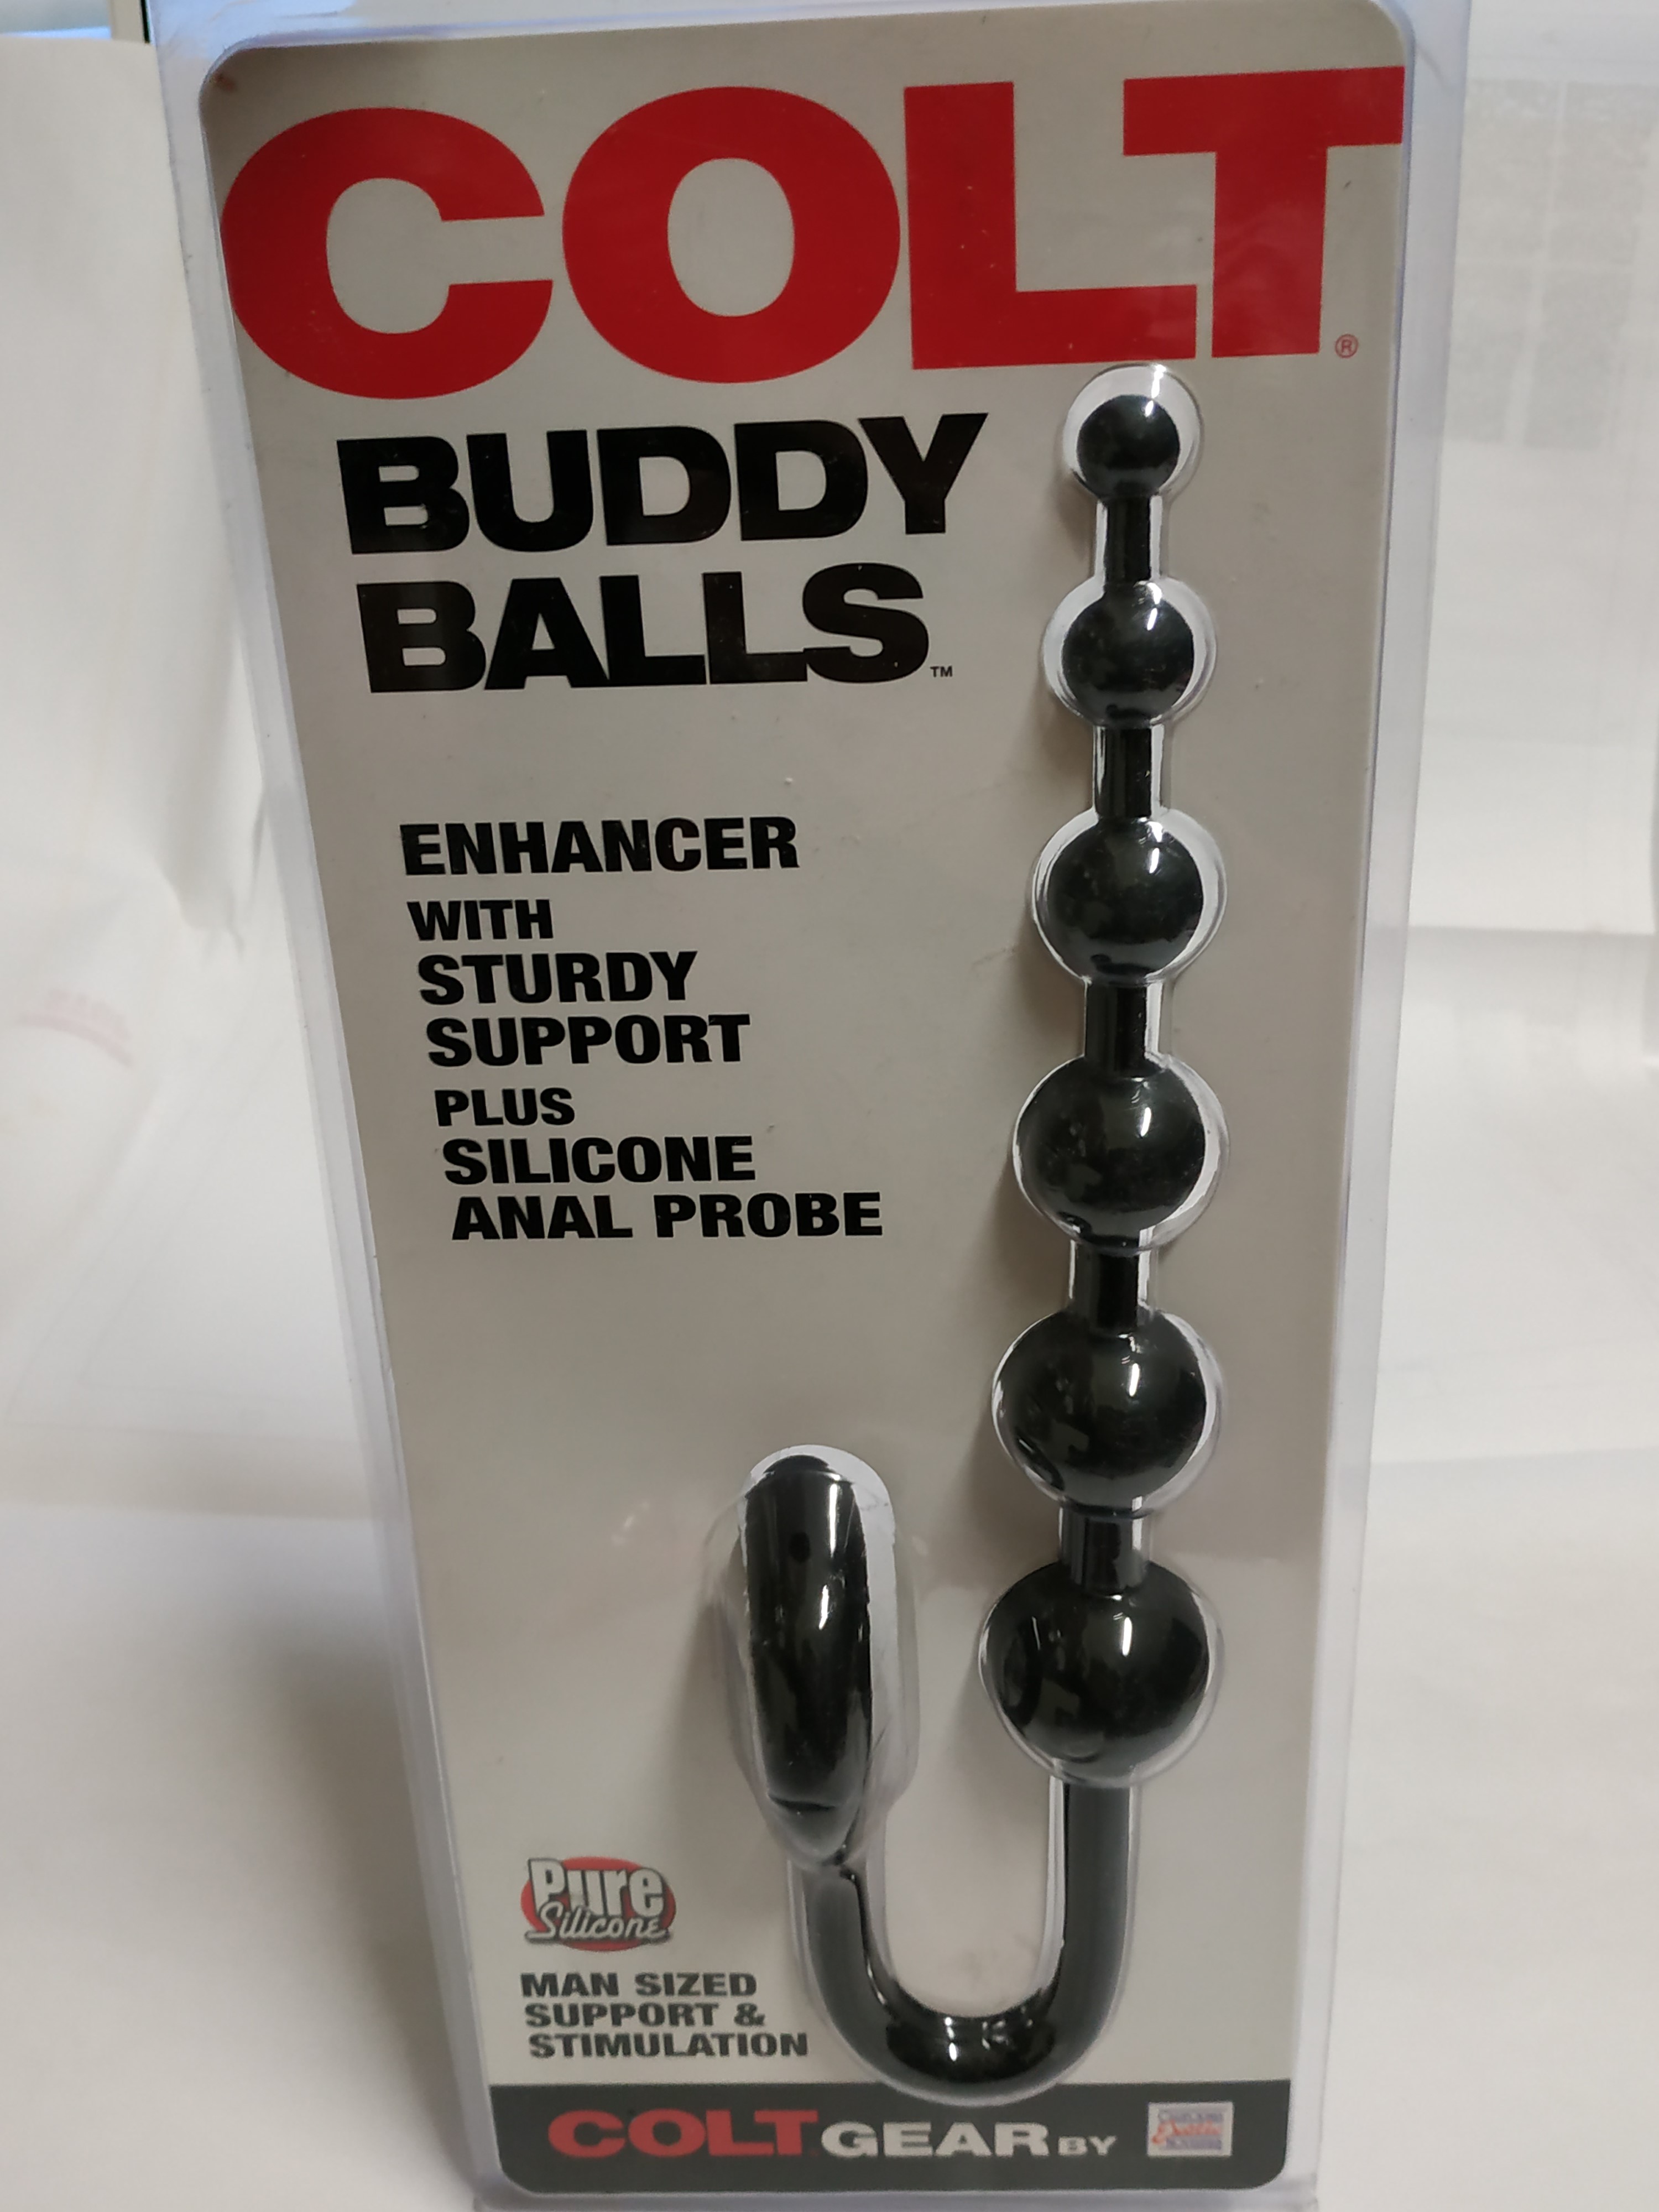 COLT®
BUDDY
BALLS™
ENHANCER
WITH
STURDY
SUPPORT
PLUS
SILICONE
ANAL PROBE
Pure
Silicone
MAN SIZED
SUPPORT &
STIMULATION
COLT GEAR BY